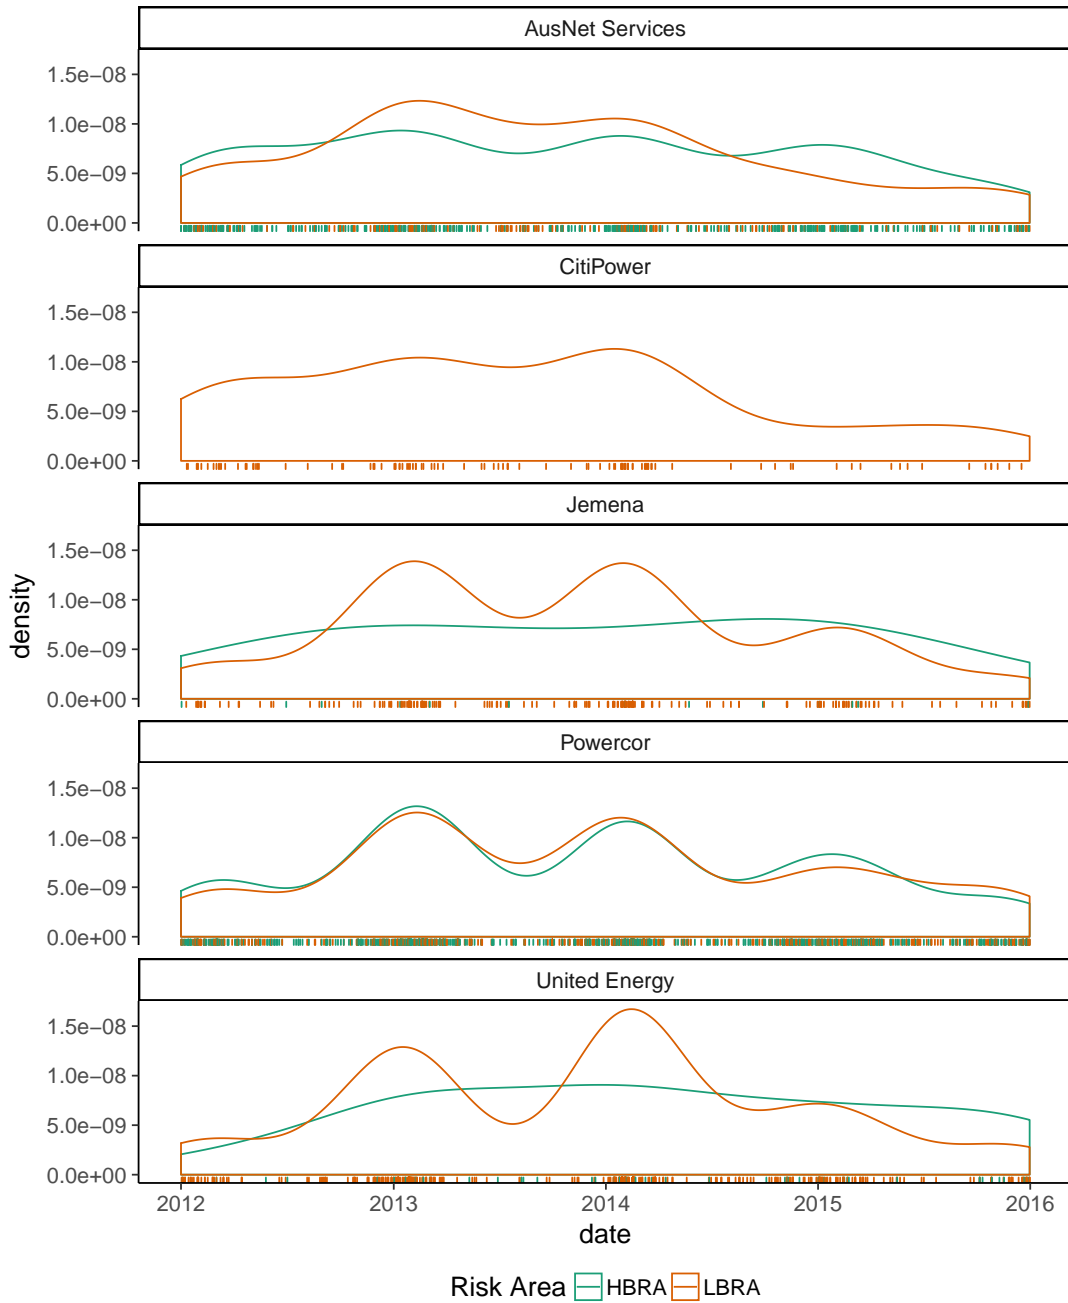 AusNet Services
1.5e−08
1.0e−08
5.0e−09
0.0e+00
CitiPower
1.5e−08
1.0e−08
5.0e−09
0.0e+00
Jemena
1.5e−08
1.0e−08
5.0e−09
0.0e+00
density
Powercor
1.5e−08
1.0e−08
5.0e−09
0.0e+00
United Energy
1.5e−08
1.0e−08
5.0e−09
0.0e+00
2012 2013 2014 2015 2016
date
Risk Area HBRA LBRA